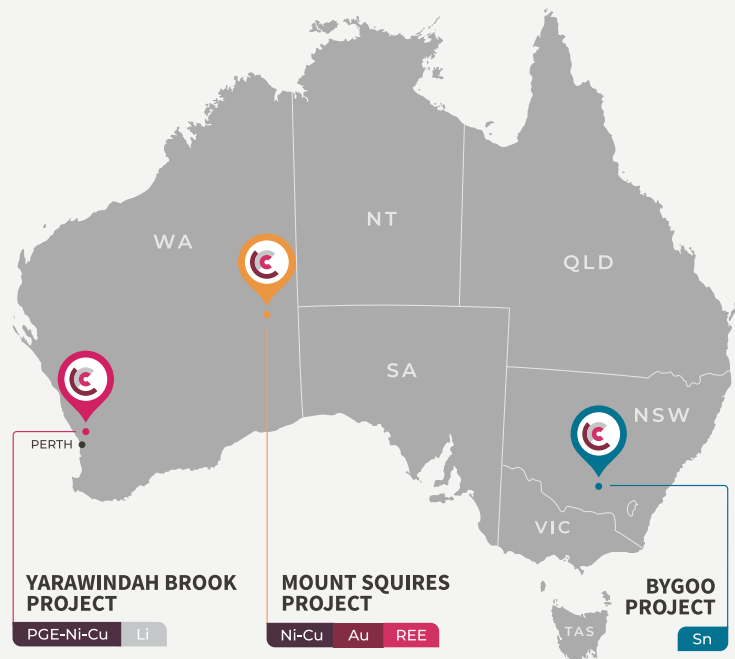 NT
WA
QLD
SA
NSW
PERTH
VIC
YARAWINDAH BROOK
PROJECT
PGE-Ni-Cu Li
MOUNT SQUIRES
PROJECT
Ni-Cu Au REE
BYGOO
PROJECT
Sn
TAS